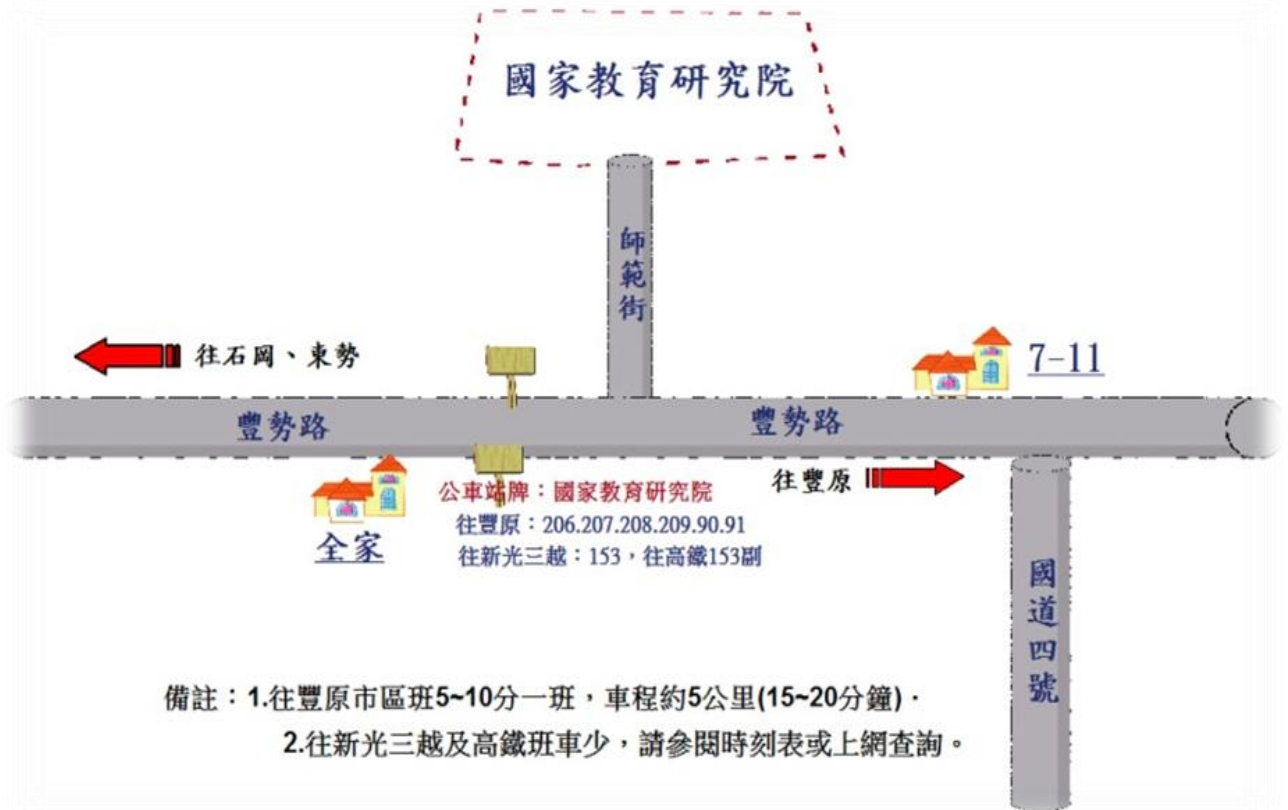 國家教育研究院
師範街
往石岡、東勢
7-11
豐勢路
豐勢路
往豐原
全家
公車站牌：國家教育研究院
往豐原：206.207.208.209.90.91
往新光三越：153，往高鐵153副
國道四號
備註：1.往豐原市區班5~10分一班，車程約5公里(15~20分鐘)．
2.往新光三越及高鐵班車少，請參閱時刻表或上網查詢。